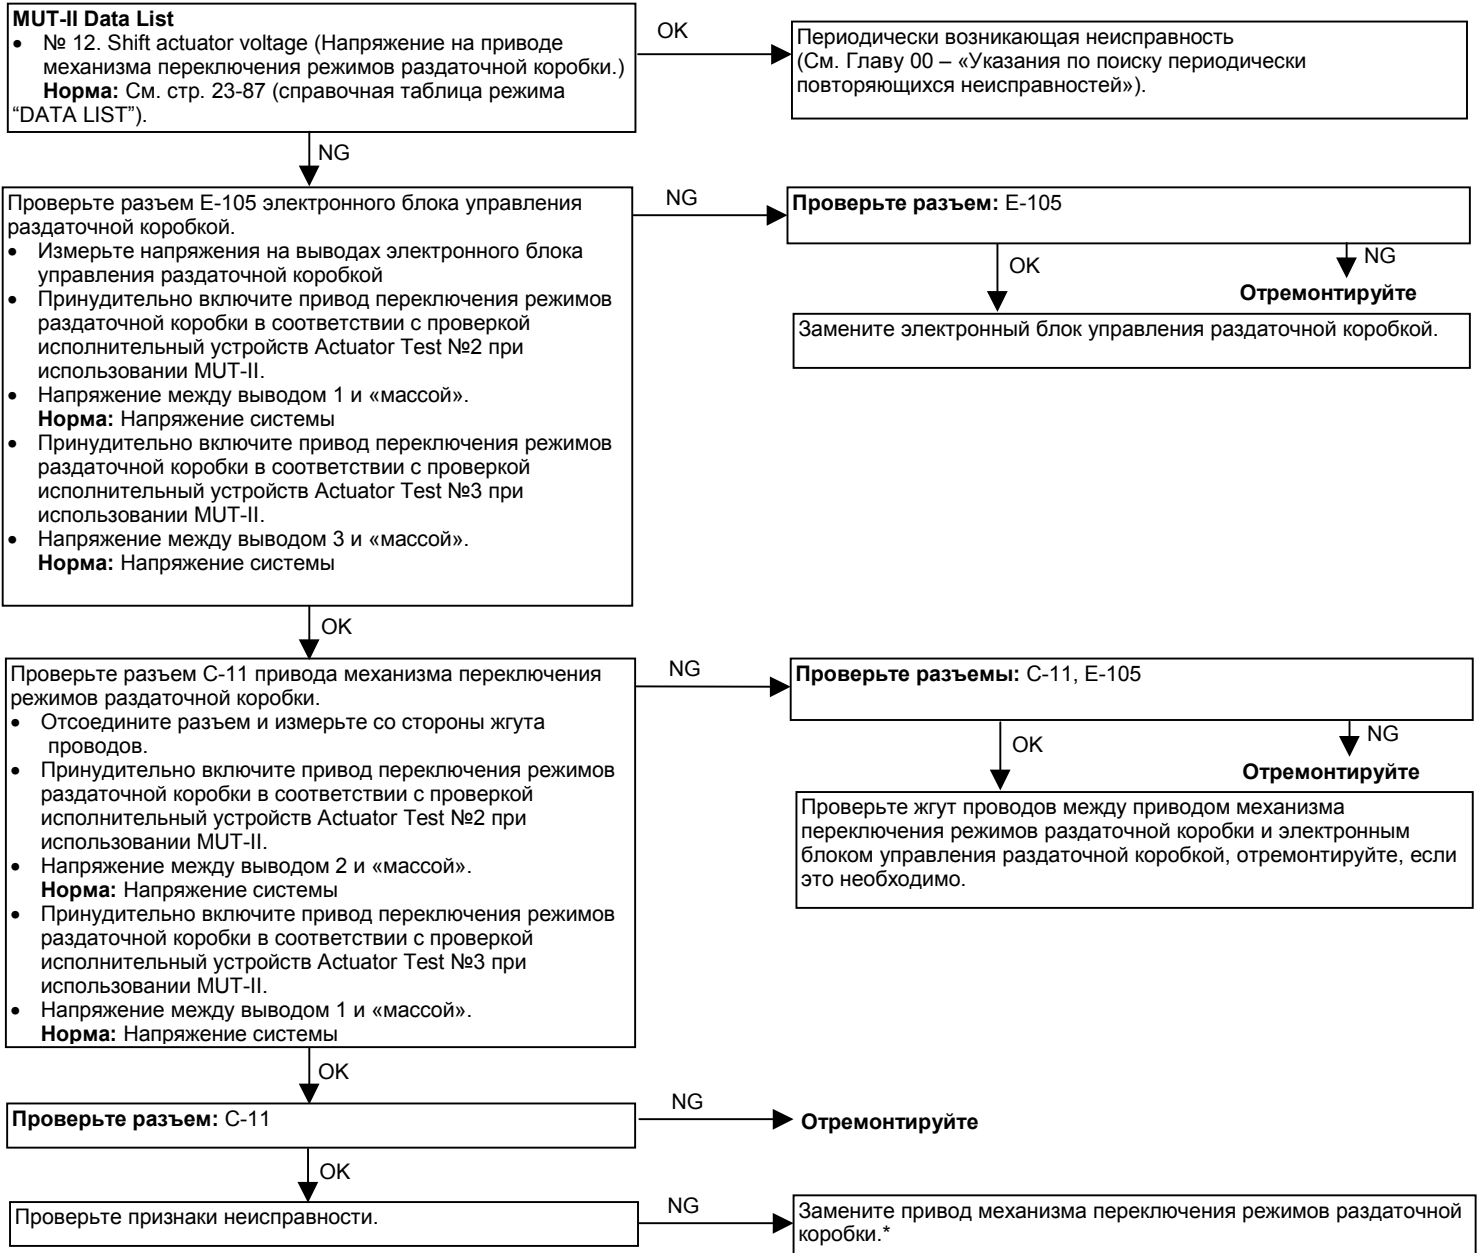 MUT-II Data List
• № 12. Shift actuator voltage (Напряжение на приводе
механизма переключения режимов раздаточной коробки.)
Норма: См. стр. 23-87 (справочная таблица режима
“DATA LIST”).
OK
Периодически возникающая неисправность
(См. Главу 00 – «Указания по поиску периодически
повторяющихся неисправностей»).
NG
Проверьте разъем E-105 электронного блока управления
раздаточной коробкой.
• Измерьте напряжения на выводах электронного блока
управления раздаточной коробкой
• Принудительно включите привод переключения режимов
раздаточной коробки в соответствии с проверкой
исполнительный устройств Actuator Test №2 при
использовании MUT-II.
• Напряжение между выводом 1 и «массой».
Норма: Напряжение системы
• Принудительно включите привод переключения режимов
раздаточной коробки в соответствии с проверкой
исполнительный устройств Actuator Test №3 при
использовании MUT-II.
• Напряжение между выводом 3 и «массой».
Норма: Напряжение системы
NG
Проверьте разъем: E-105
OK
NG
Отремонтируйте
Замените электронный блок управления раздаточной коробкой.
OK
Проверьте разъем C-11 привода механизма переключения
режимов раздаточной коробки.
• Отсоедините разъем и измерьте со стороны жгута
проводов.
• Принудительно включите привод переключения режимов
раздаточной коробки в соответствии с проверкой
исполнительный устройств Actuator Test №2 при
использовании MUT-II.
• Напряжение между выводом 2 и «массой».
Норма: Напряжение системы
• Принудительно включите привод переключения режимов
раздаточной коробки в соответствии с проверкой
исполнительный устройств Actuator Test №3 при
использовании MUT-II.
• Напряжение между выводом 1 и «массой».
Норма: Напряжение системы
NG
Проверьте разъемы: C-11, E-105
OK
NG
Отремонтируйте
Проверьте жгут проводов между приводом механизма
переключения режимов раздаточной коробки и электронным
блоком управления раздаточной коробкой, отремонтируйте, если
это необходимо.
OK
Проверьте разъем: C-11
NG
Отремонтируйте
OK
Проверьте признаки неисправности.
NG
Замените привод механизма переключения режимов раздаточной
коробки.*